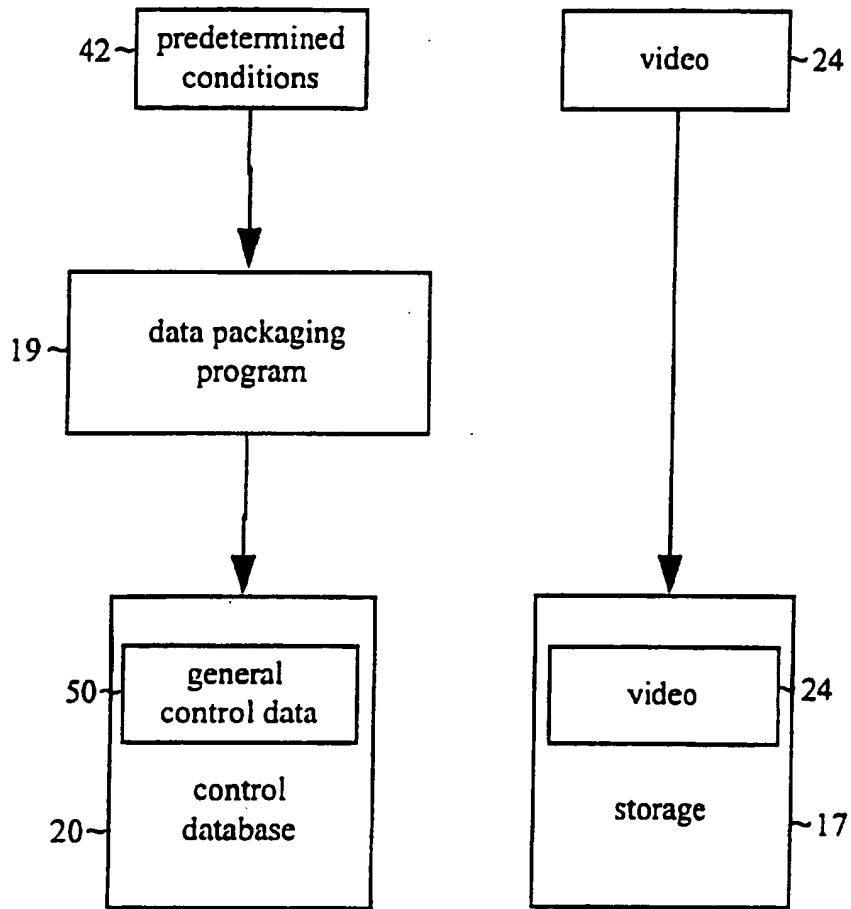 42 predetermined
conditions
video 24
19 data packaging
program
50 general
control data
20 control
database
video 24
storage 17